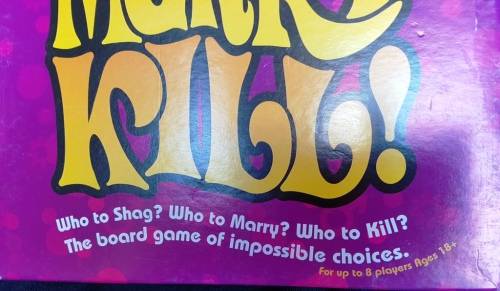 MARRY
KILL!
Who to Shag? Who to Marry? Who to Kill?
The board game of impossible choices.
For up to 8 players Ages 18+